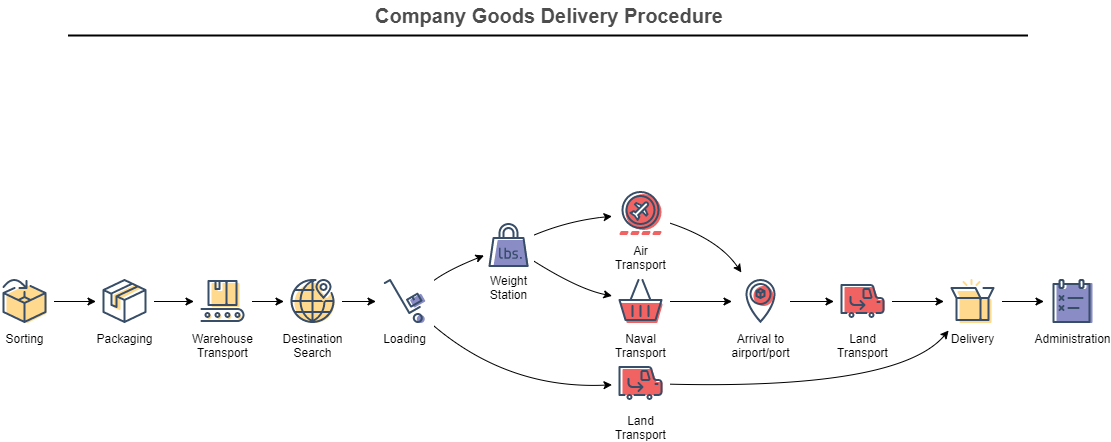 Company Goods Delivery Procedure
lbs.
Air
Transport
Weight
Station
Sorting
Packaging
Warehouse
Transport
Destination
Search
Loading
Naval
Transport
Arrival to
airport/port
Land
Transport
Delivery
Administration
Land
Transport